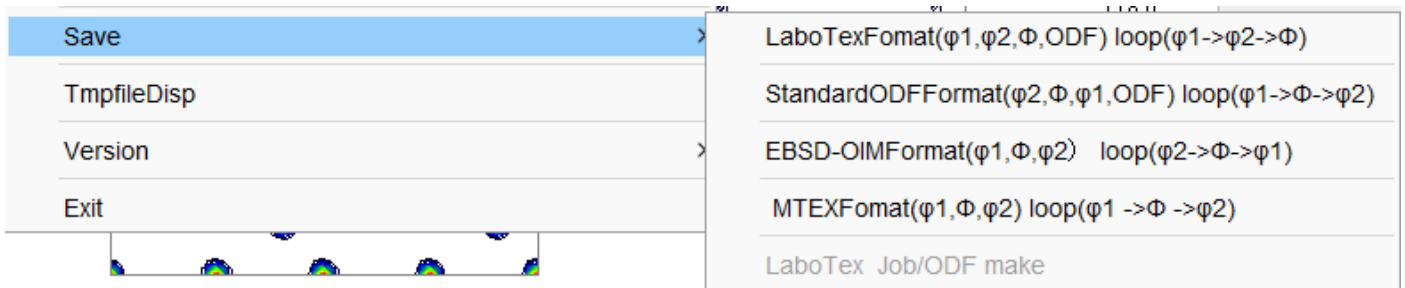 Save
TmpfileDisp
Version
Exit
LaboTexFomat(φ1,φ2,Φ,ODF) loop(φ1->φ2->Φ)
StandardODFFormat(φ2,Φ,φ1,ODF) loop(φ1->Φ->φ2)
EBSD-OIMFormat(φ1,Φ,φ2） loop(φ2->Φ->φ1)
MTEXFomat(φ1,Φ,φ2) loop(φ1 ->Φ ->φ2)
LaboTex Job/ODF make